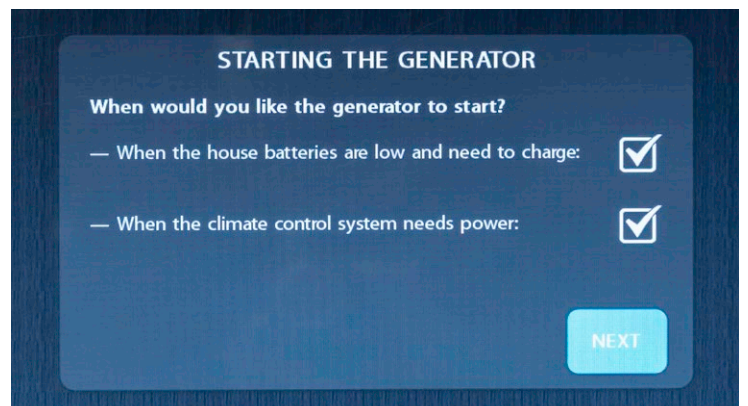 STARTING THE GENERATOR
When would you like the generator to start?
— When the house batteries are low and need to charge:
— When the climate control system needs power:
NEXT